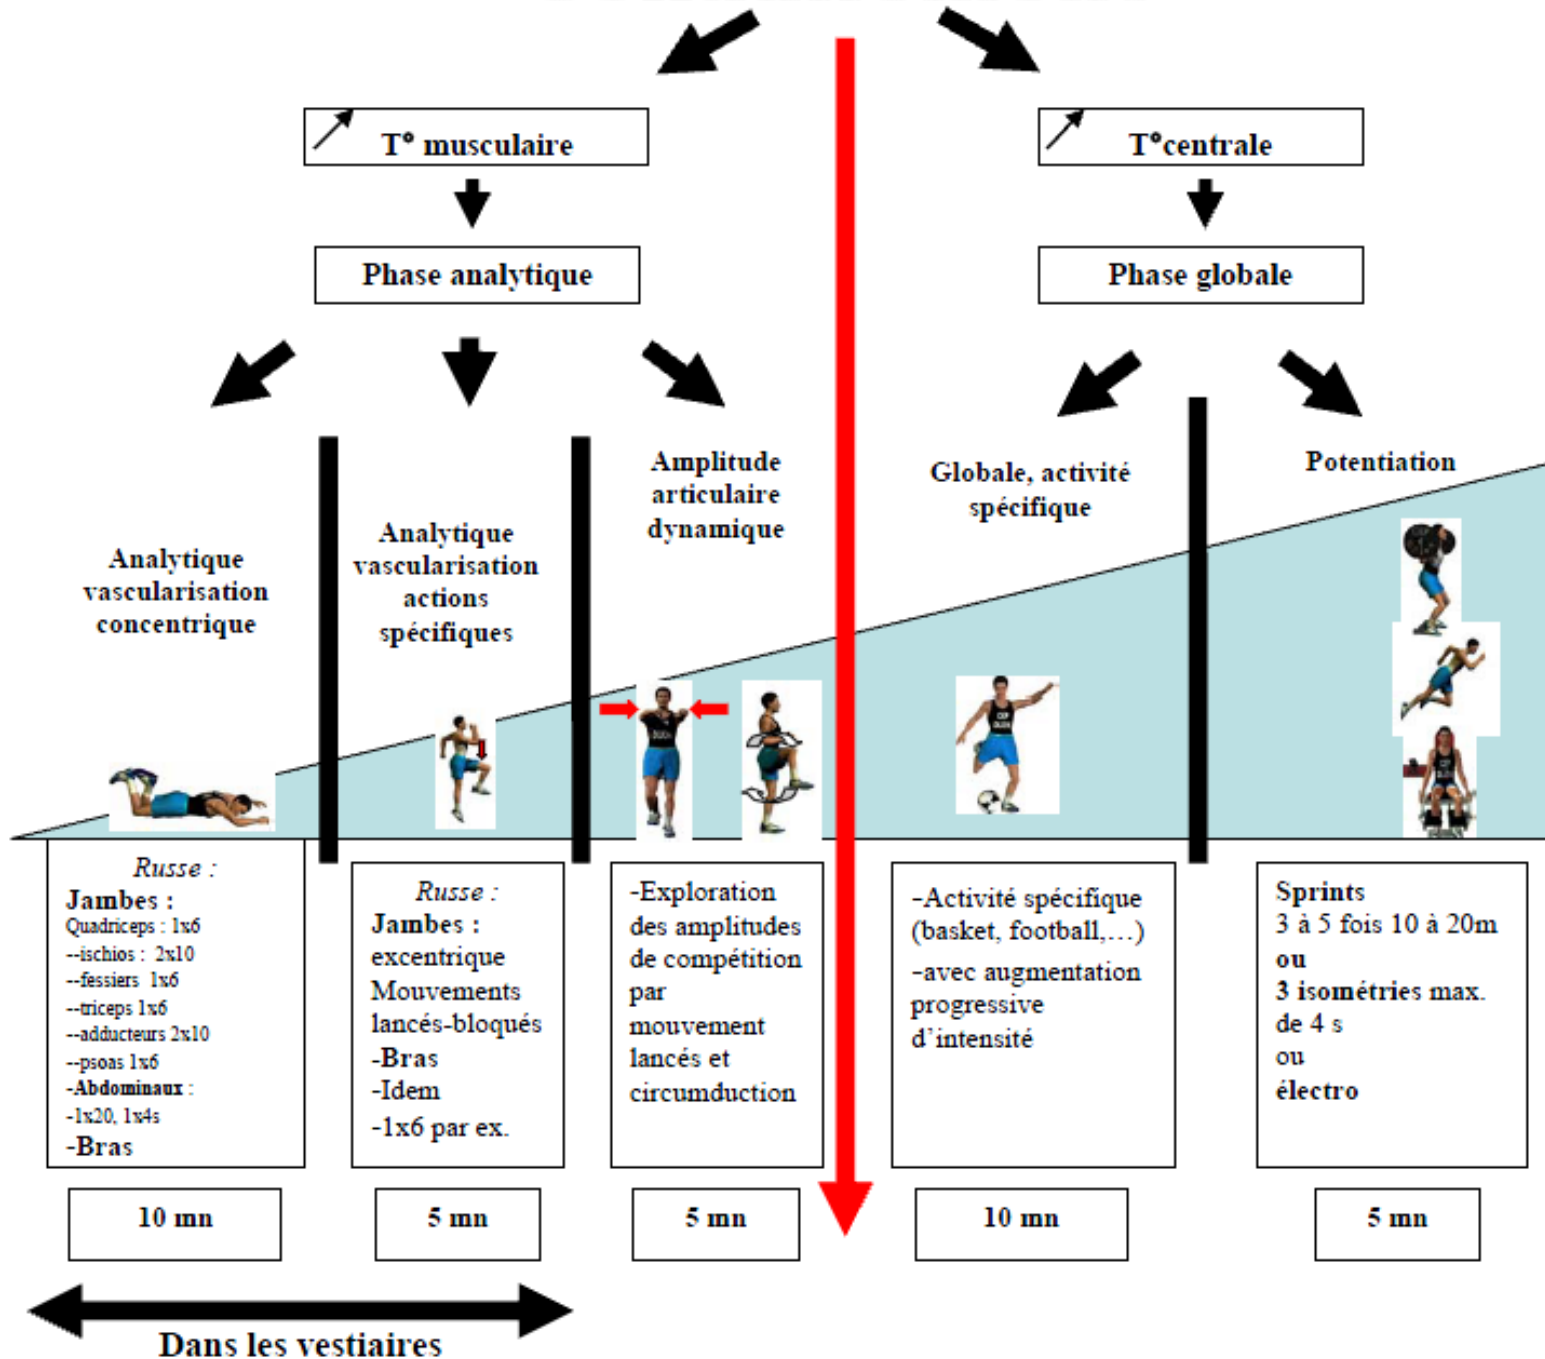 T° musculaire
T°centrale
Phase analytique
Phase globale
Analytique
vascularisation
concentrique
Analytique
vascularisation
actions
spécifiques
Amplitude
articulaire
dynamique
Globale, activité
spécifique
Potentiation
Russe :
Jambes :
Quadriceps : 1x6
--ischios : 2x10
--fessiers 1x6
--triceps 1x6
--adducteurs 2x10
--psoas 1x6
-Abdominaux :
-1x20, 1x4s
-Bras
Russe :
Jambes :
excentrique
Mouvements
lancés-bloqués
-Bras
-Idem
-1x6 par ex.
-Exploration
des amplitudes
de compétition
par
mouvement
lancés et
circumduction
-Activité spécifique
(basket, football,…)
-avec augmentation
progressive
d’intensité
Sprints
3 à 5 fois 10 à 20m
ou
3 isométries max.
de 4 s
ou
électro
10 mn
5 mn
5 mn
10 mn
5 mn
Dans les vestiaires